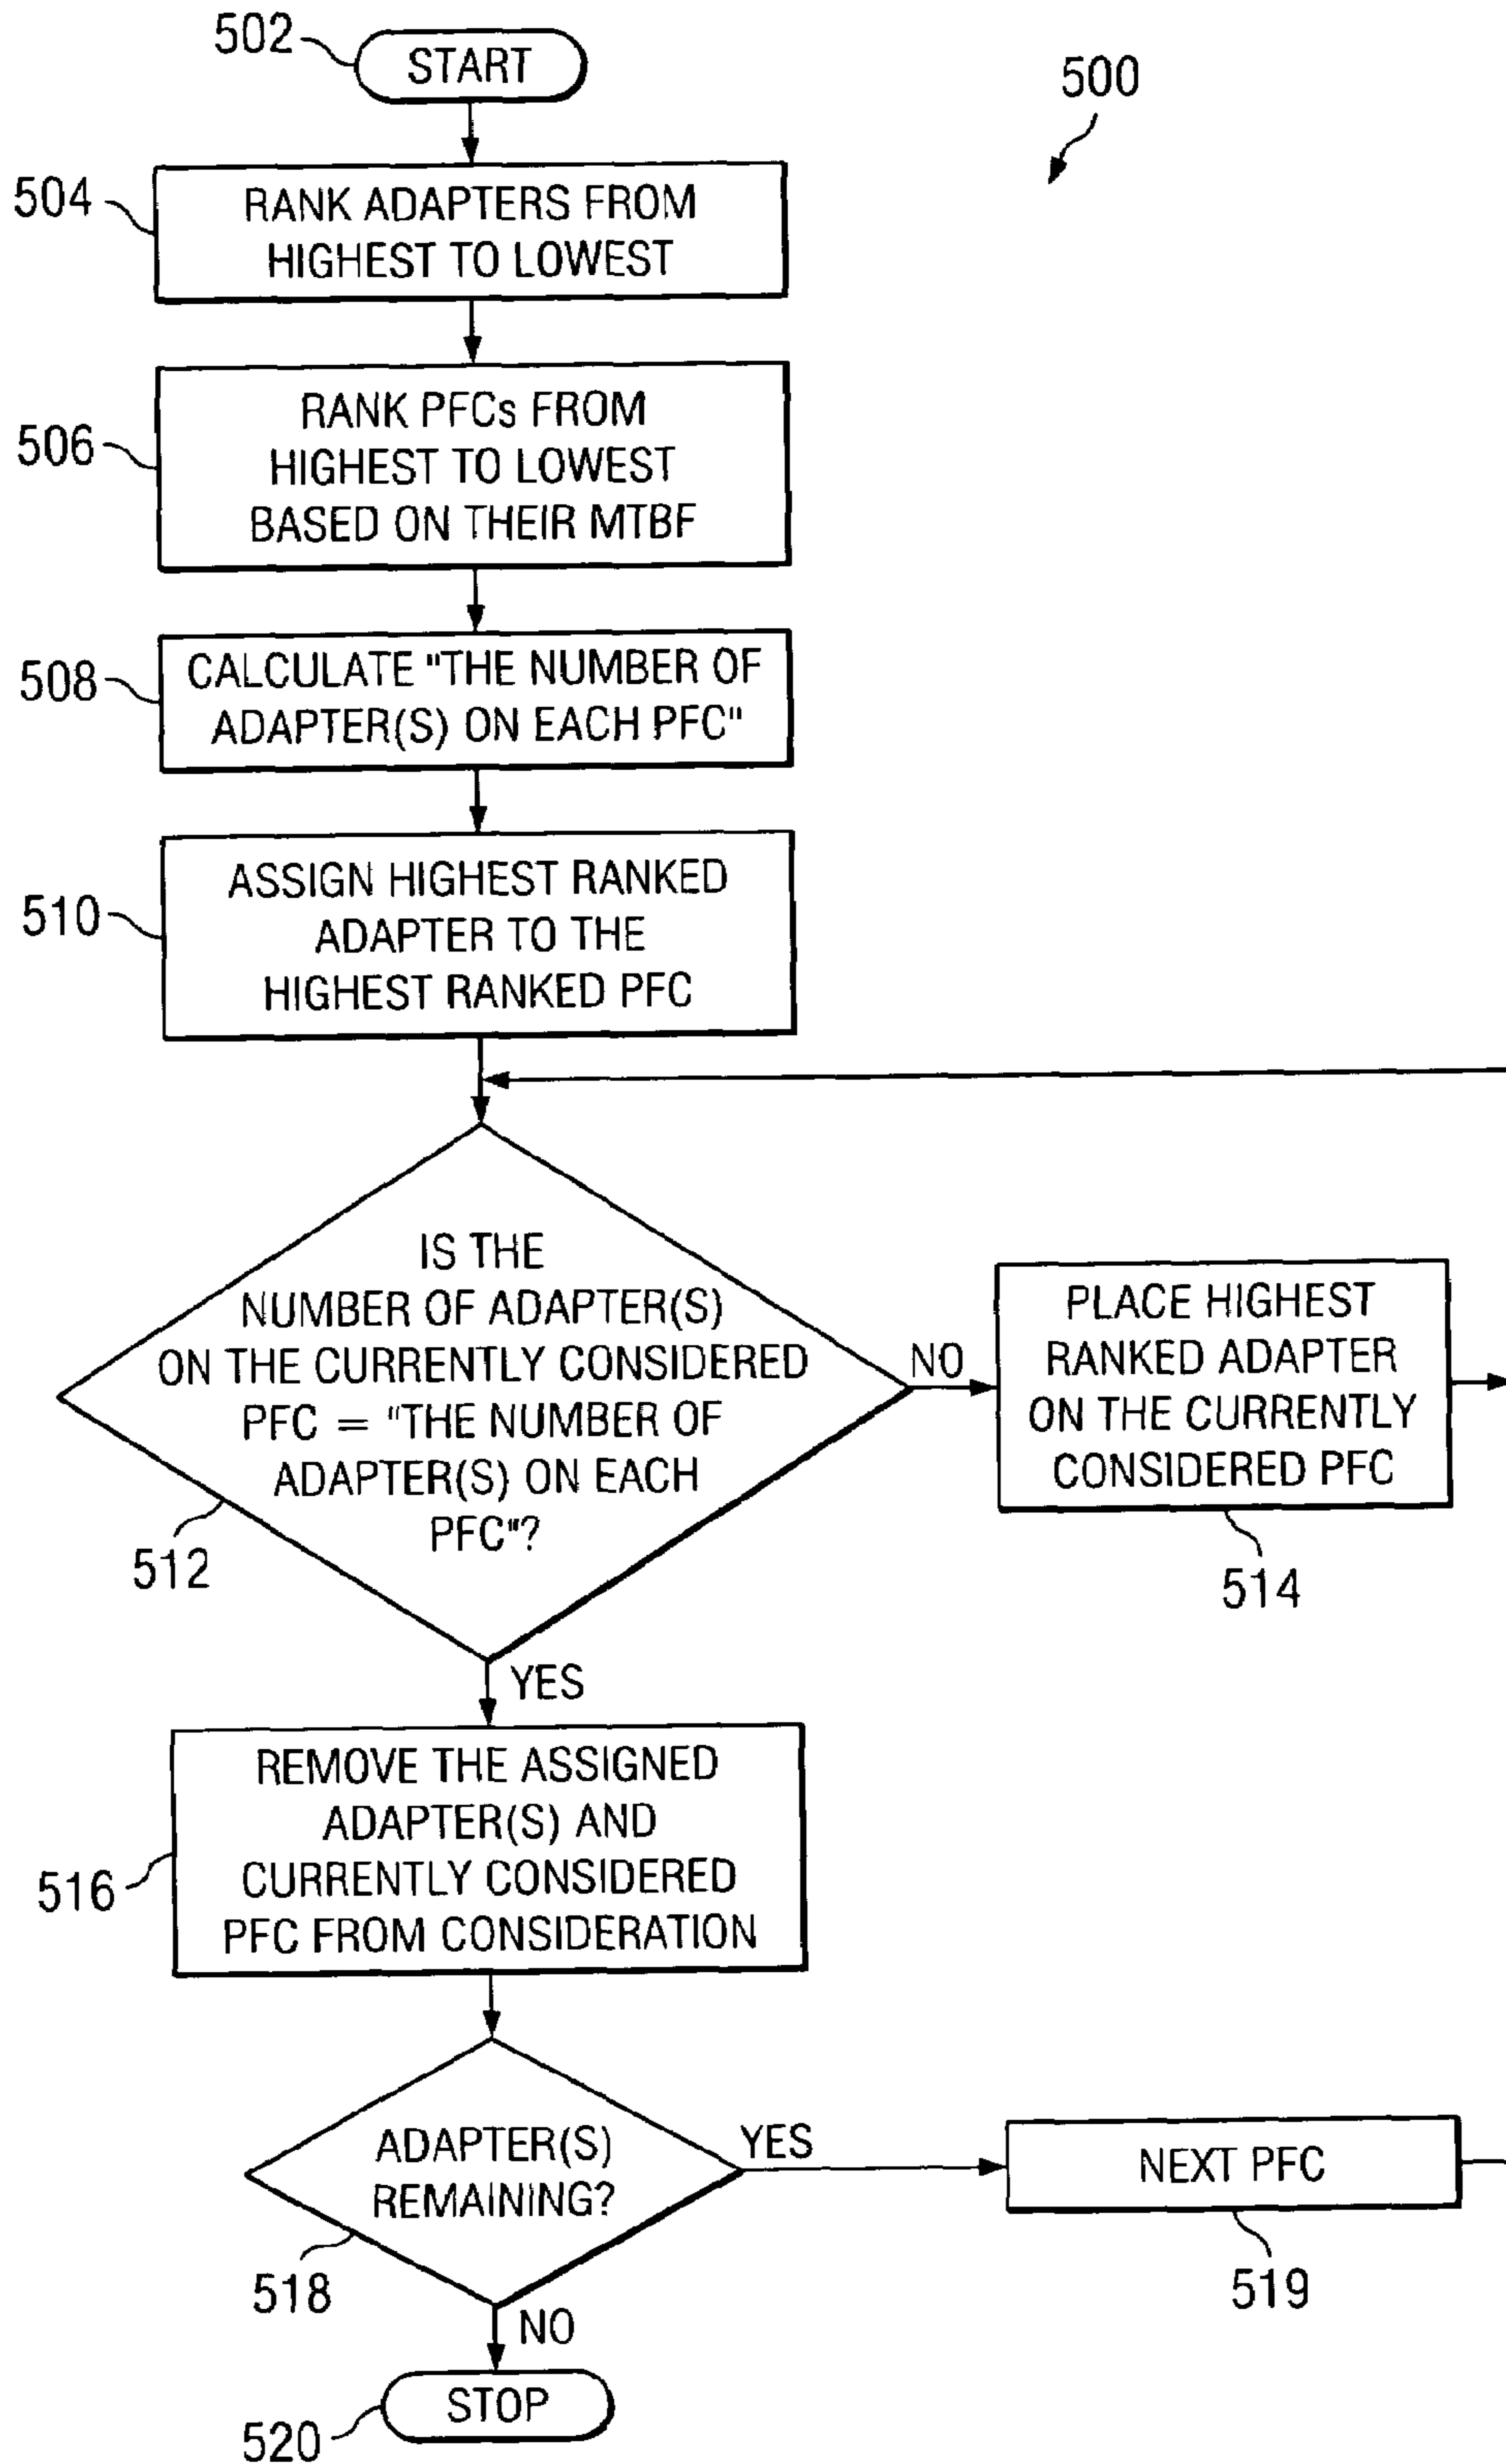 502
START
500
504
RANK ADAPTERS FROM
HIGHEST TO LOWEST
506
RANK PFCs FROM
HIGHEST TO LOWEST
BASED ON THEIR MTBF
508
CALCULATE "THE NUMBER OF
ADAPTER(S) ON EACH PFC"
510
ASSIGN HIGHEST RANKED
ADAPTER TO THE
HIGHEST RANKED PFC
IS THE
NUMBER OF ADAPTER(S)
ON THE CURRENTLY CONSIDERED
PFC = "THE NUMBER OF
ADAPTER(S) ON EACH
PFC"?
512
NO
PLACE HIGHEST
RANKED ADAPTER
ON THE CURRENTLY
CONSIDERED PFC
514
YES
516
REMOVE THE ASSIGNED
ADAPTER(S) AND
CURRENTLY CONSIDERED
PFC FROM CONSIDERATION
ADAPTER(S)
REMAINING?
518
YES
NEXT PFC
519
NO
520
STOP